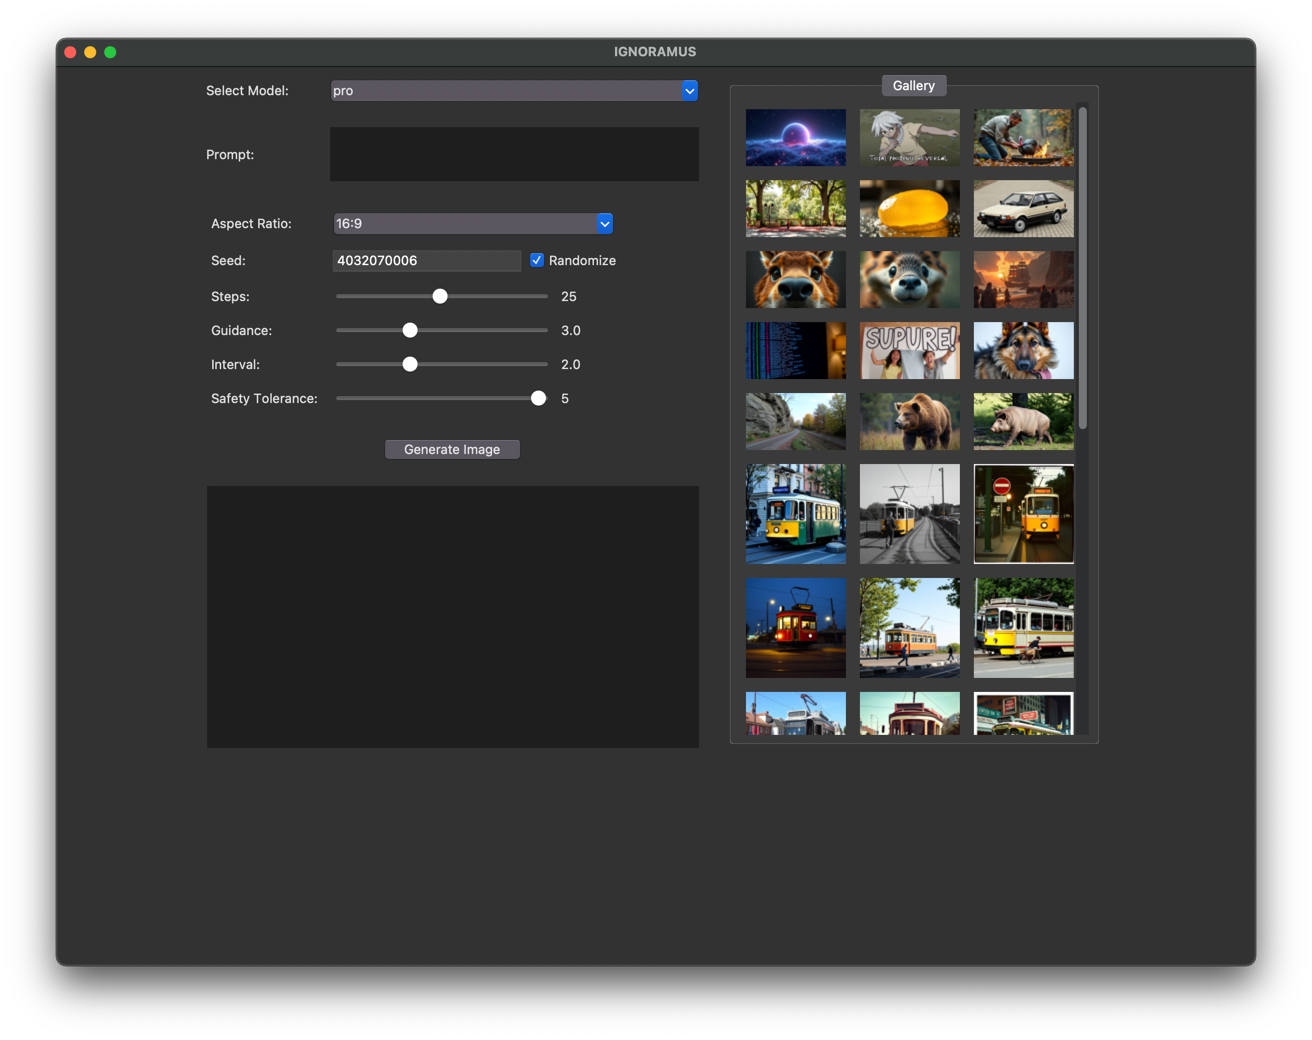 IGNORAMUS
Select Model:
pro
Prompt:
Aspect Ratio:
16:9
Seed:
4032070006
Randomize
Steps:
25
Guidance:
3.0
Interval:
2.0
Safety Tolerance:
5
Generate Image
Gallery
SUPURE!